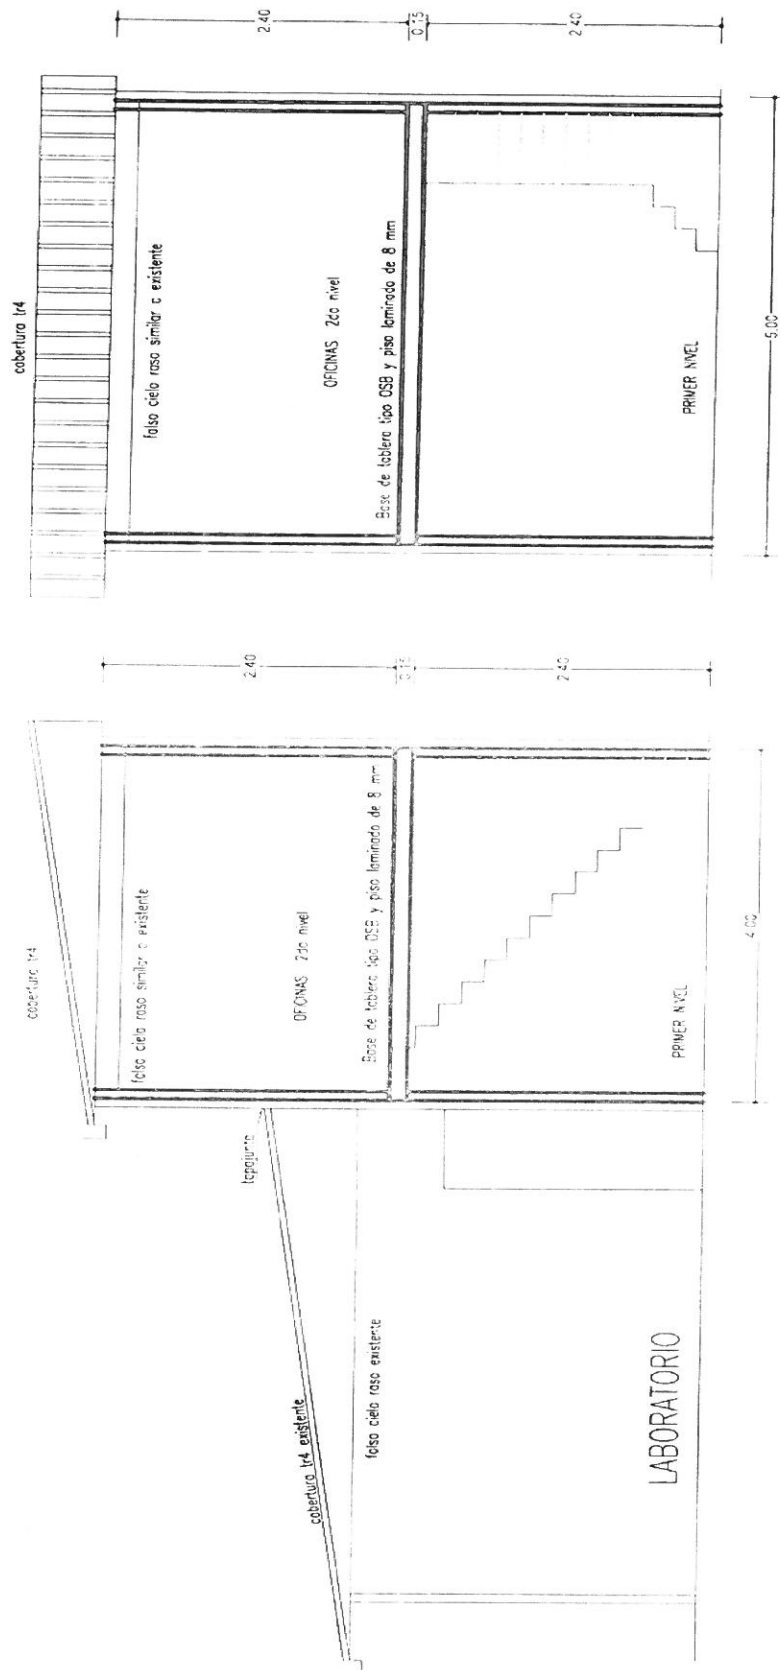 cobertura tr4
falso cielo raso similar a existente
OFICINAS 2do nivel
Base de tablero tipo OSB y piso laminado de 8 mm
PRIMER NIVEL
tapajunta
cobertura tr4 existente
falso cielo raso existente
LABORATORIO
2.40
0.15
2.40
4.00
cobertura tr4
falso cielo raso similar a existente
OFICINAS 2do nivel
Base de tablero tipo OSB y piso laminado de 8 mm
PRIMER NIVEL
2.40
0.15
2.40
5.00